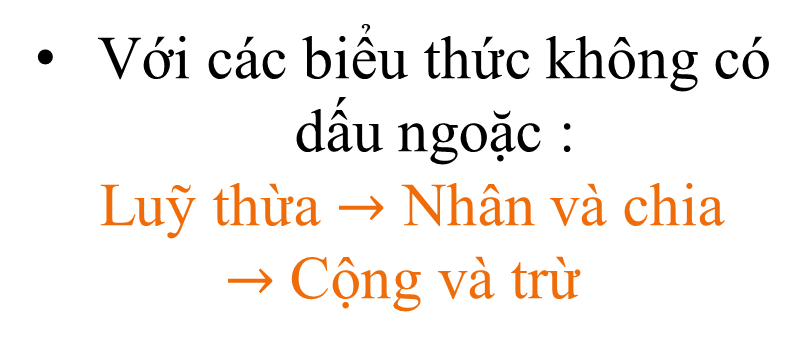 • Với các biểu thức không có
dấu ngoặc :
Luỹ thừa → Nhân và chia
→ Cộng và trừ